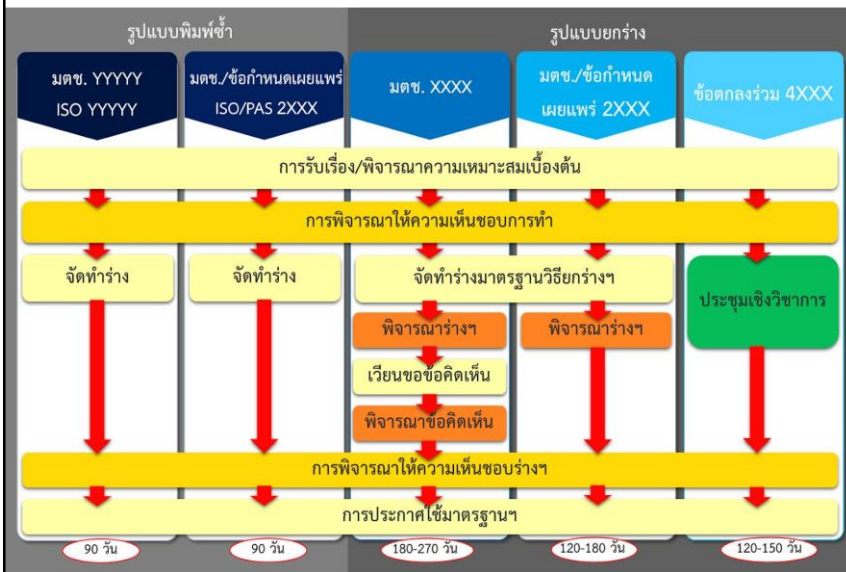 รูปแบบพิมพ์ซ้ำ
รูปแบบยกร่าง
มตช. YYYYY
ISO YYYYY
มตช./ข้อกำหนดเผยแพร่
ISO/PAS 2XXX
มตช. XXXX
มตช./ข้อกำหนด
เผยแพร่ 2XXX
ข้อตกลงร่วม 4XXX
การรับเรื่อง/พิจารณาความเหมาะสมเบื้องต้น
การพิจารณาให้ความเห็นชอบการทำ
จัดทำร่าง
จัดทำร่าง
จัดทำร่างมาตรฐานวิธียกร่างฯ
ประชุมเชิงวิชาการ
พิจารณาร่างฯ
พิจารณาร่างฯ
เวียนขอข้อคิดเห็น
พิจารณาข้อคิดเห็น
การพิจารณาให้ความเห็นชอบร่างฯ
การประกาศใช้มาตรฐานฯ
90 วัน
90 วัน
180-270 วัน
120-180 วัน
120-150 วัน